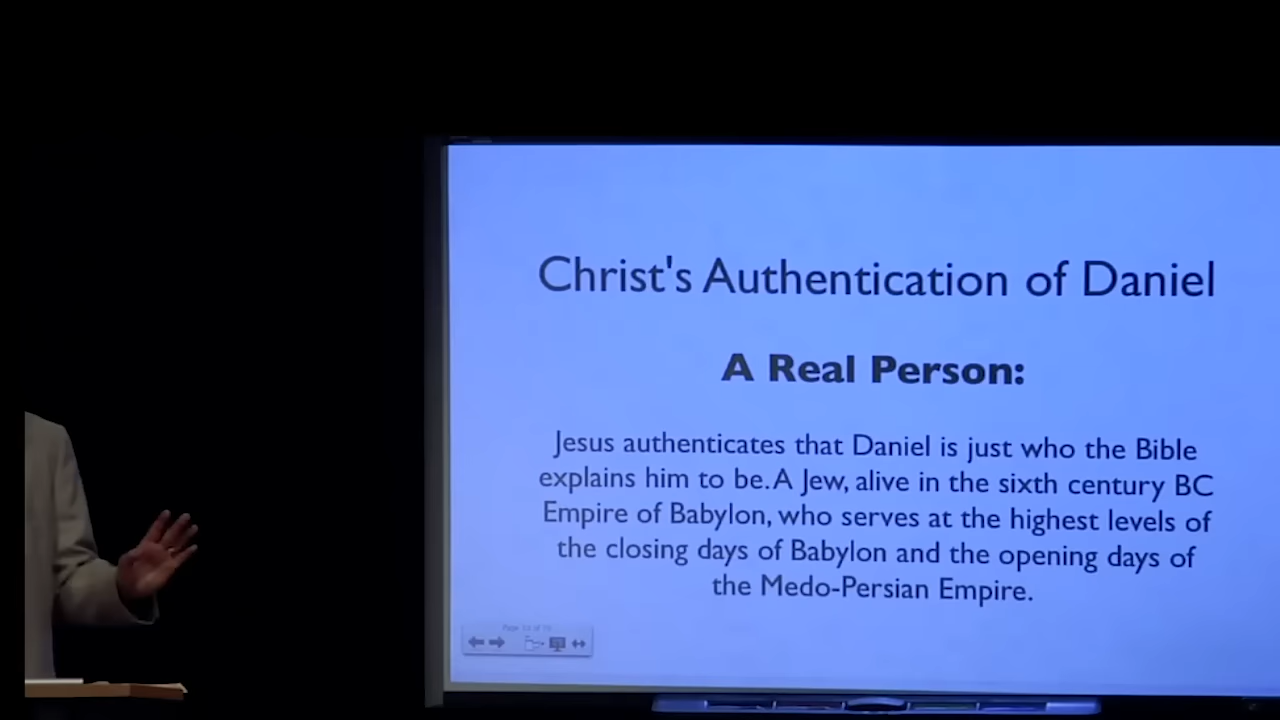 Christ's Authentication of Daniel
A Real Person:
Jesus authenticates that Daniel is just who the Bible
explains him to be. A Jew, alive in the sixth century BC
Empire of Babylon, who serves at the highest levels of
the closing days of Babylon and the opening days of
the Medo-Persian Empire.
Page